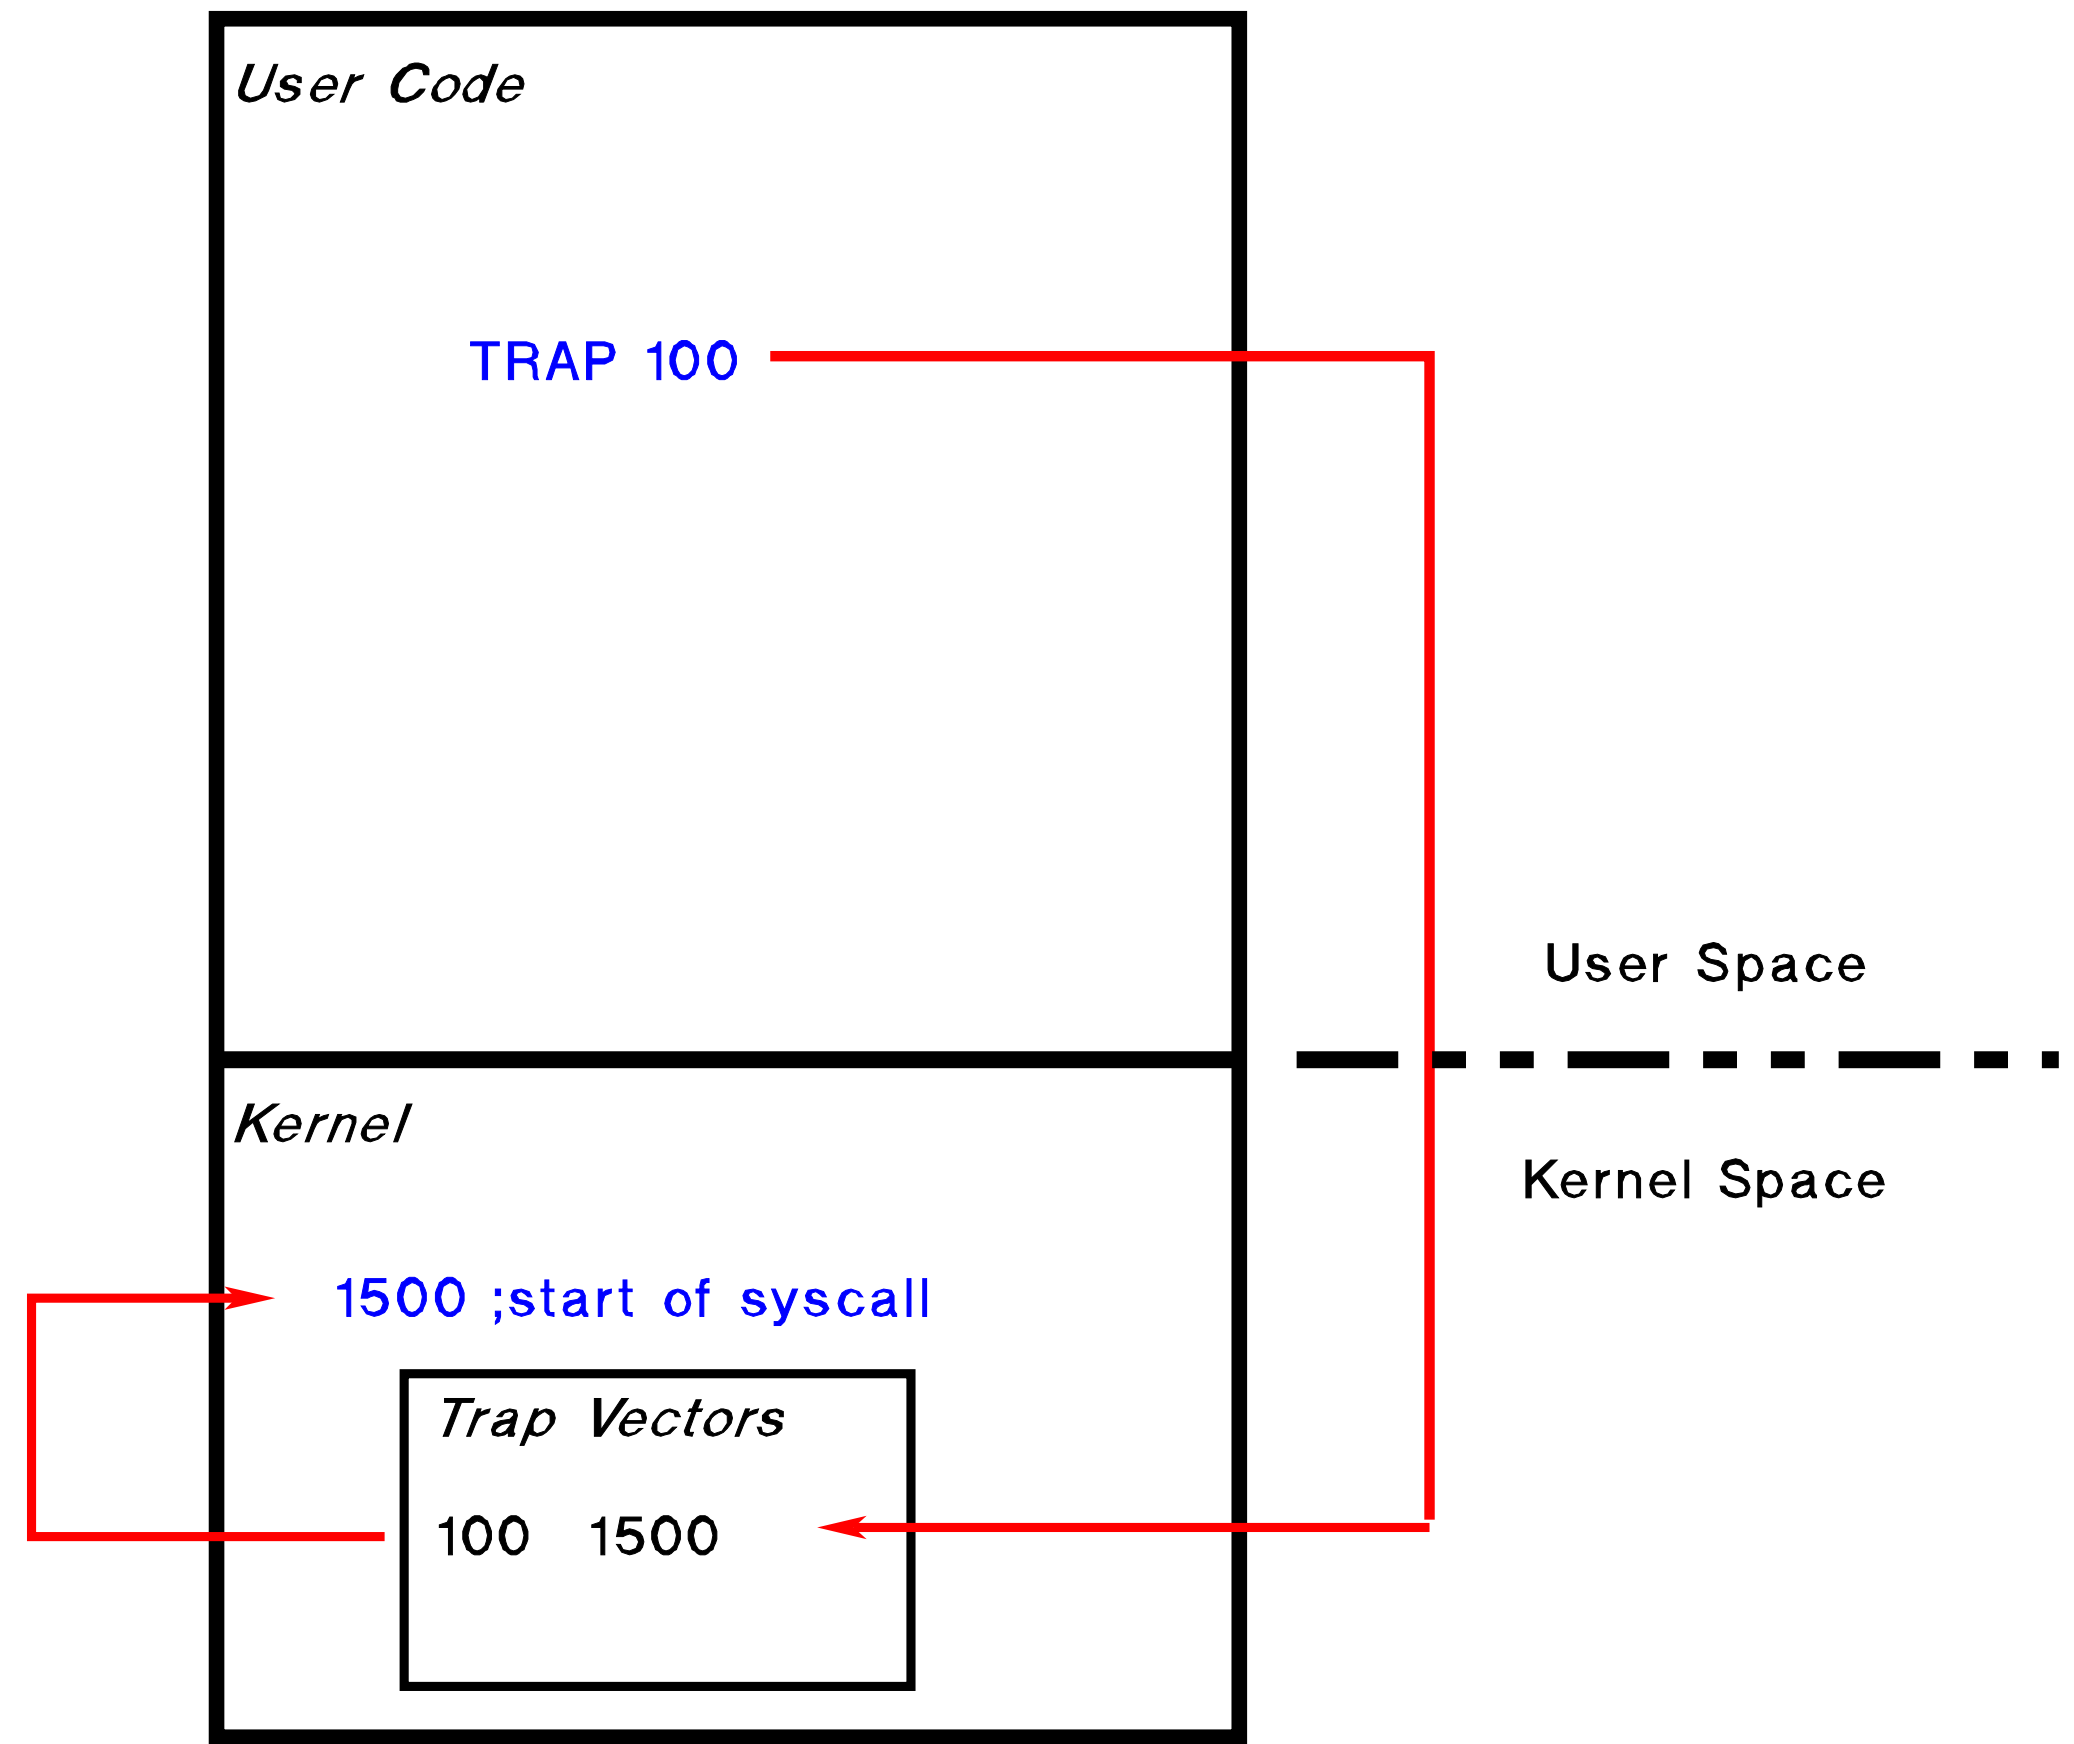 User Code
TRAP 100
User Space
Kernel
Kernel Space
1500 ;start of syscall
Trap Vectors
100 1500